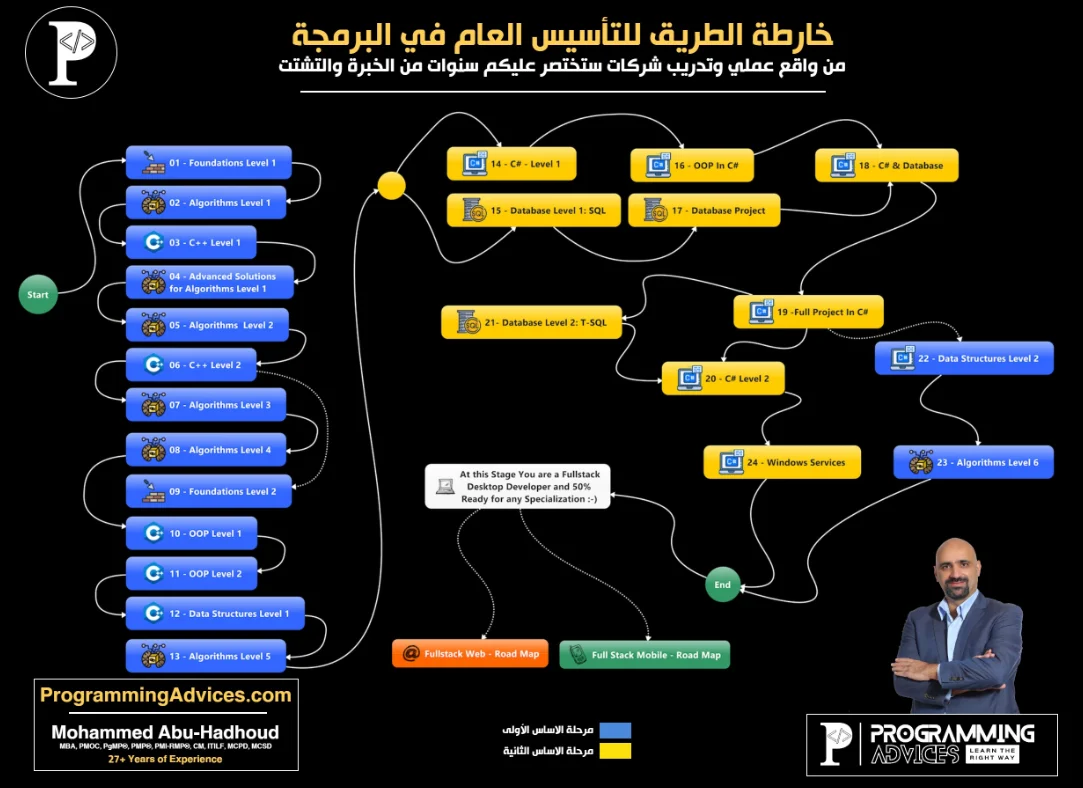 خارطة الطريق للتأسيس العام في البرمجة
من واقع عملي وتدريب شركات ستختصر عليكم سنوات من الخبرة والتشتت
Start
01 - Foundations Level 1
02 - Algorithms Level 1
03 - C++ Level 1
04 - Advanced Solutions
for Algorithms Level 1
05 - Algorithms Level 2
06 - C++ Level 2
07 - Algorithms Level 3
08 - Algorithms Level 4
09 - Foundations Level 2
10 - OOP Level 1
11 - OOP Level 2
12 - Data Structures Level 1
13 - Algorithms Level 5
14 - C# - Level 1
15 - Database Level 1: SQL
16 - OOP In C#
17 - Database Project
18 - C# & Database
19 -Full Project In C#
21- Database Level 2: T-SQL
20 - C# Level 2
22 - Data Structures Level 2
24 - Windows Services
23 - Algorithms Level 6
At this Stage You are a Fullstack
Desktop Developer and 50%
Ready for any Specialization :-)
End
Fullstack Web - Road Map
Full Stack Mobile - Road Map
ProgrammingAdvices.com
Mohammed Abu-Hadhoud
MBA, PMOC, PgMP®, PMP®, PMI-RMP®, CM, ITILF, MCPD, MCSD
27+ Years of Experience
مرحلة الاساس الأولى
مرحلة الاساس الثانية
PROGRAMMING
ADVICES
LEARN THE
RIGHT WAY